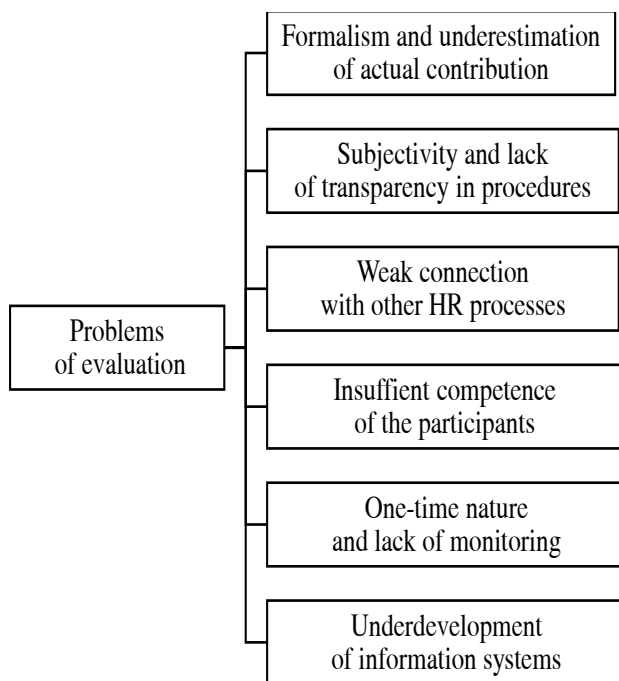 Formalism and underestimation
of actual contribution
Subjectivity and lack
of transparency in procedures
Weak connection
with other HR processes
Problems
of evaluation
Insufficient competence
of the participants
One-time nature
and lack of monitoring
Underdevelopment
of information systems